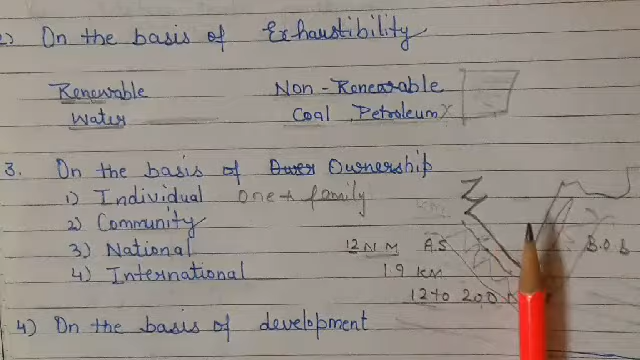 2) On the basis of Exhaustibility
Renewable Non-Renewable
Water Coal Petroleum
3. On the basis of Ownership
1) Individual one + family
2) Community
3) National 12 N M A.S B.O.B
4) International 1.9 KM
12 to 200
4) On the basis of development